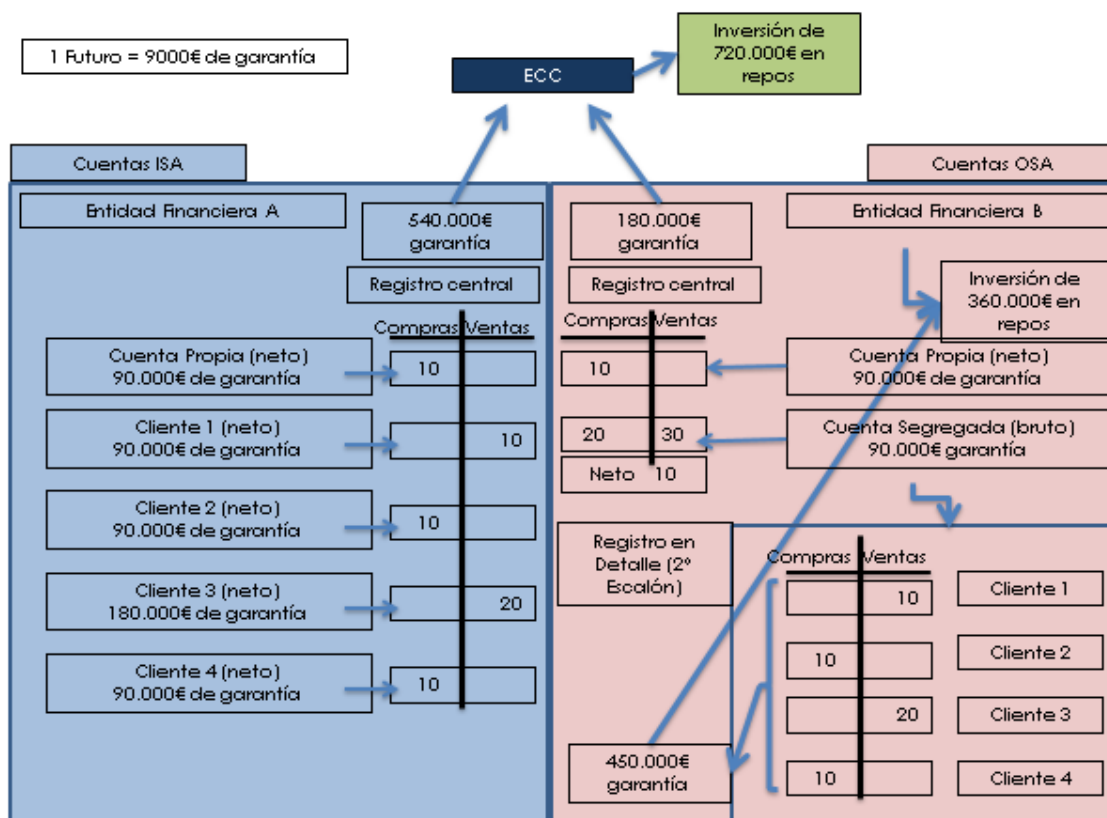 1 Futuro = 9000€ de garantía
ECC
Inversión de
720.000€ en
repos
Cuentas ISA
Entidad Financiera A
540.000€
garantía
Registro central
Compras Ventas
Cuenta Propia (neto)
90.000€ de garantía
10
Cliente 1 (neto)
90.000€ de garantía
10
Cliente 2 (neto)
90.000€ de garantía
10
Cliente 3 (neto)
180.000€ de garantía
20
Cliente 4 (neto)
90.000€ de garantía
10
Cuentas OSA
180.000€
garantía
Entidad Financiera B
Registro central
Inversión de
360.000€ en
repos
Compras Ventas
10
Cuenta Propia (neto)
90.000€ de garantía
20 30
Cuenta Segregada (bruto)
90.000€ garantía
Neto 10
Registro en
Detalle (2º
Escalón)
Compras Ventas
10
Cliente 1
10
Cliente 2
20
Cliente 3
10
Cliente 4
450.000€
garantía